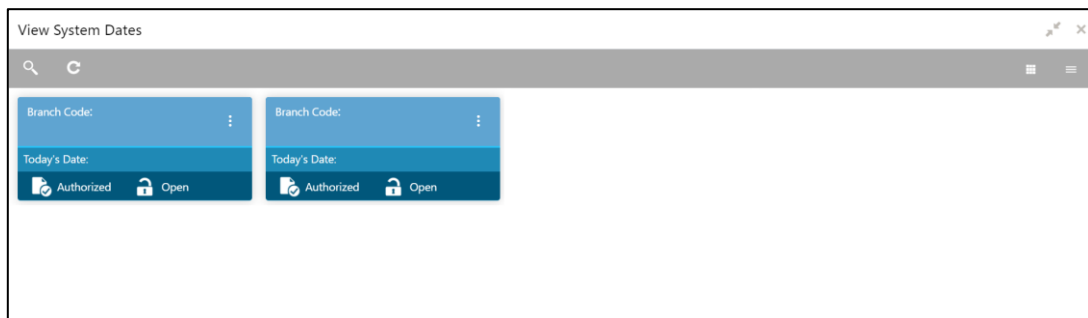 View System Dates
Branch Code:
Today's Date:
Authorized Open
Branch Code:
Today's Date:
Authorized Open